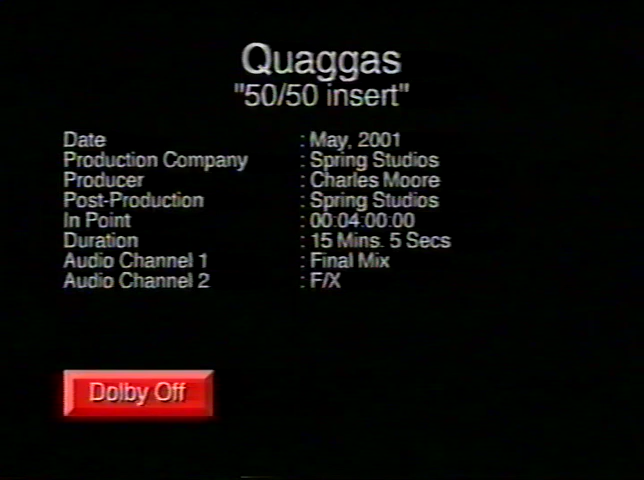 Quaggas
"50/50 insert"
Date : May, 2001
Production Company : Spring Studios
Producer : Charles Moore
Post-Production : Spring Studios
In Point : 00:04:00:00
Duration : 15 Mins. 5 Secs
Audio Channel 1 : Final Mix
Audio Channel 2 : F/X
Dolby Off